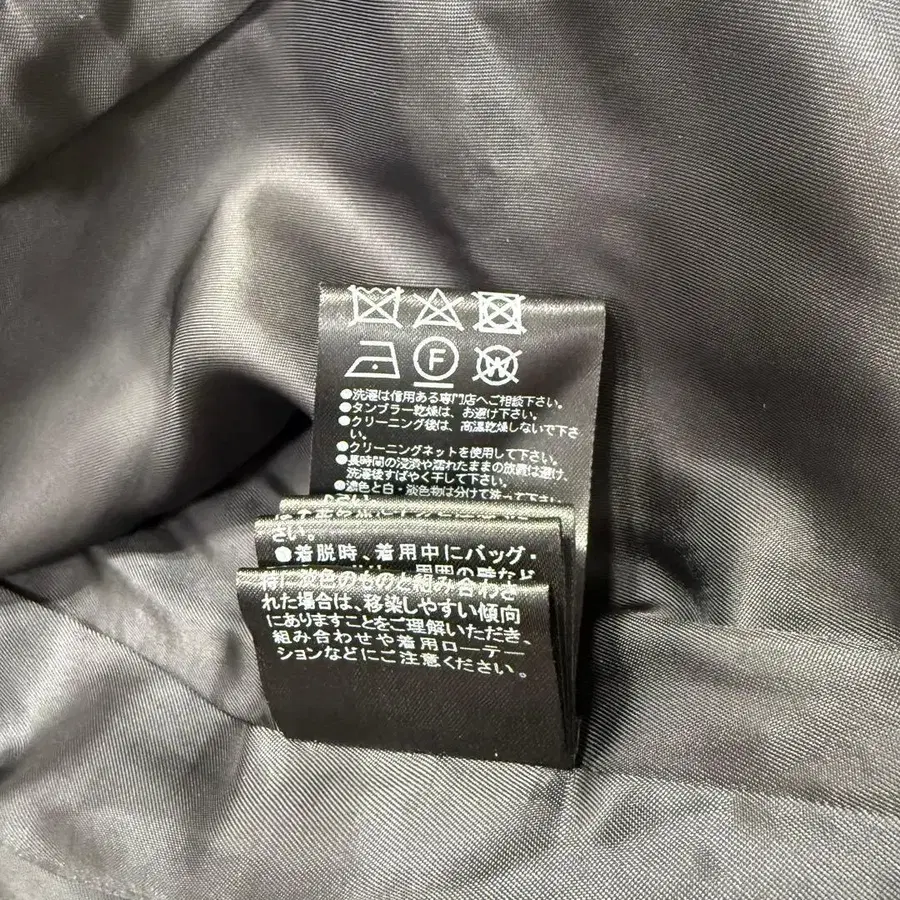 F
W
●洗濯は信用ある専門店へご相談下さい。
●タンブラー乾燥は、お避け下さい。
●クリーニング後は、高温乾燥しないで下さ
い。
●クリーニングネットを使用して下さい。
●長時間の浸漬や濡れたままの放置は避け、
洗濯後すばやく干して下さい。
●濃色と白・淡色物は分けて洗って下さい。
さい。
●着脱時、着用中にバッグ・
特に淡色のものと組み合わさ
れた場合は、移染しやすい傾向
にありますことをご理解いただき、
組み合わせや着用ローテー
ションなどにご注意ください。